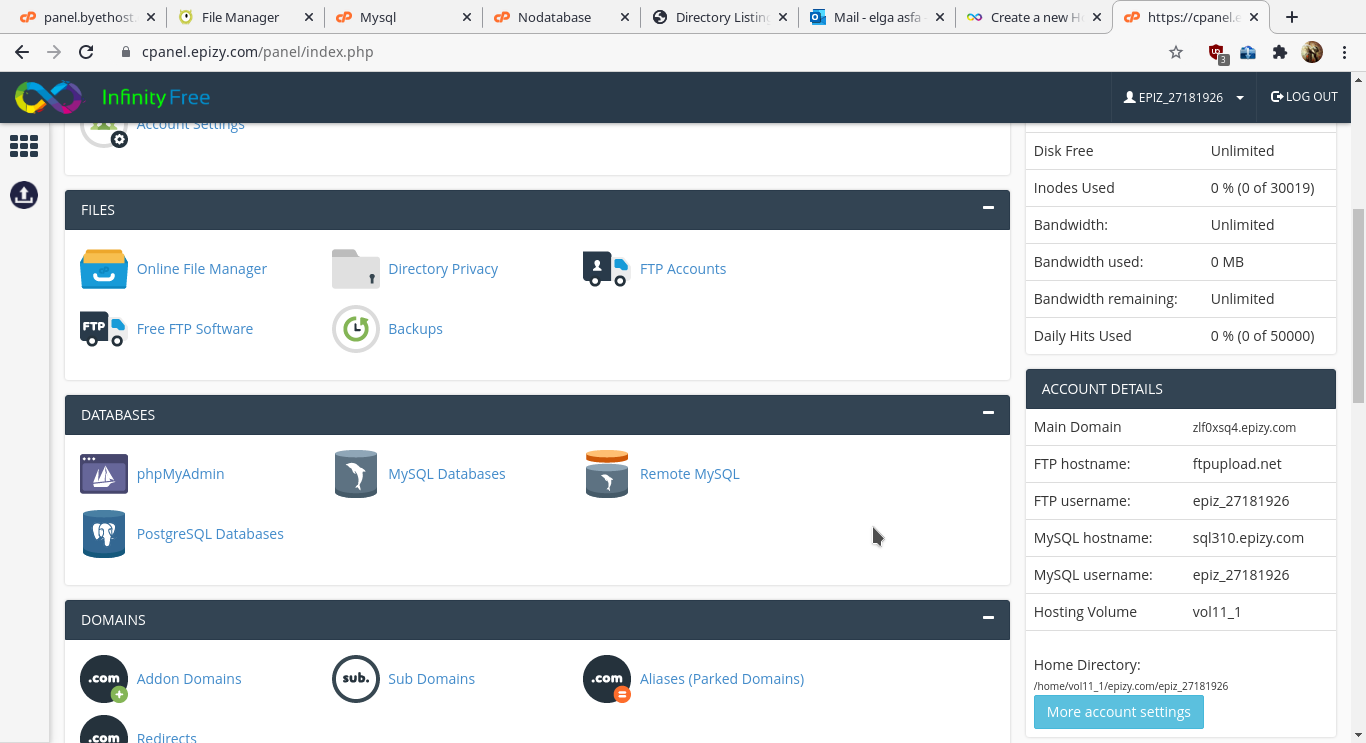 panel.byethost
File Manager
Mysql
Nodatabase
Directory Listing
Mail - elga asfa
Create a new H
https://cpanel.e
cpanel.epizy.com/panel/index.php
3
InfinityFree
EPIZ_27181926
LOG OUT
Account Settings
FILES
Online File Manager
Directory Privacy
FTP Accounts
FTP
Free FTP Software
Backups
DATABASES
phpMyAdmin
MySQL Databases
Remote MySQL
PostgreSQL Databases
DOMAINS
.com
Addon Domains
sub.
Sub Domains
.com
Aliases (Parked Domains)
.com
Redirects
Disk Free Unlimited
Inodes Used 0 % (0 of 30019)
Bandwidth: Unlimited
Bandwidth used: 0 MB
Bandwidth remaining: Unlimited
Daily Hits Used 0 % (0 of 50000)
ACCOUNT DETAILS
Main Domain zlf0xsq4.epizy.com
FTP hostname: ftpupload.net
FTP username: epiz_27181926
MySQL hostname: sql310.epizy.com
MySQL username: epiz_27181926
Hosting Volume vol11_1
Home Directory:
/home/vol11_1/epizy.com/epiz_27181926
More account settings